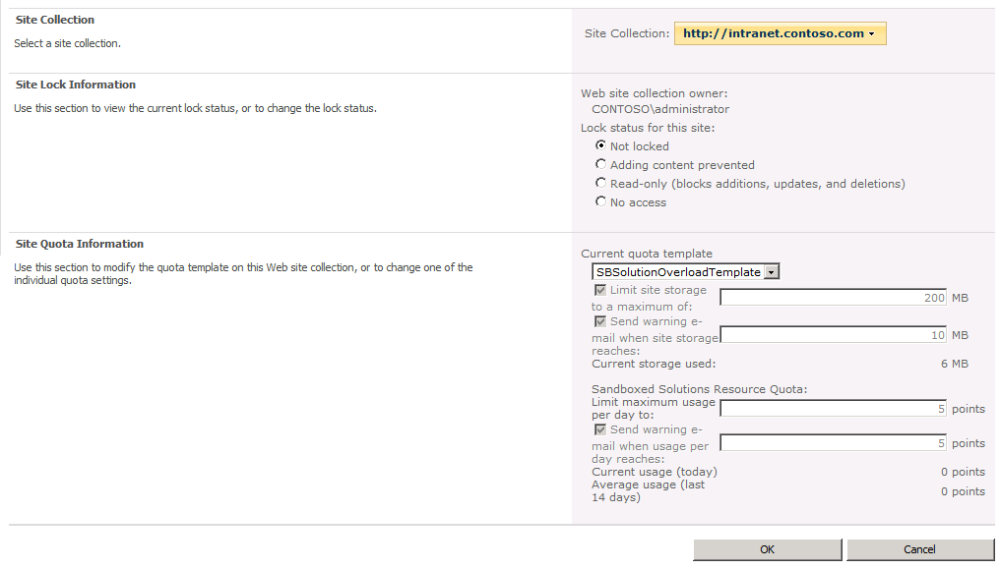 Site Collection
Select a site collection.
Site Collection: http://intranet.contoso.com
Site Lock Information
Use this section to view the current lock status, or to change the lock status.
Web site collection owner:
CONTOSO\administrator
Lock status for this site:
Not locked
Adding content prevented
Read-only (blocks additions, updates, and deletions)
No access
Site Quota Information
Use this section to modify the quota template on this Web site collection, or to change one of the
individual quota settings.
Current quota template
SBSolutionOverloadTemplate
Limit site storage
to a maximum of:
200 MB
Send warning e-
mail when site storage
reaches:
10 MB
Current storage used: 6 MB
Sandboxed Solutions Resource Quota:
Limit maximum usage
per day to:
5 points
Send warning e-
mail when usage per
day reaches:
5 points
Current usage (today) 0 points
Average usage (last
14 days)
0 points
OK Cancel